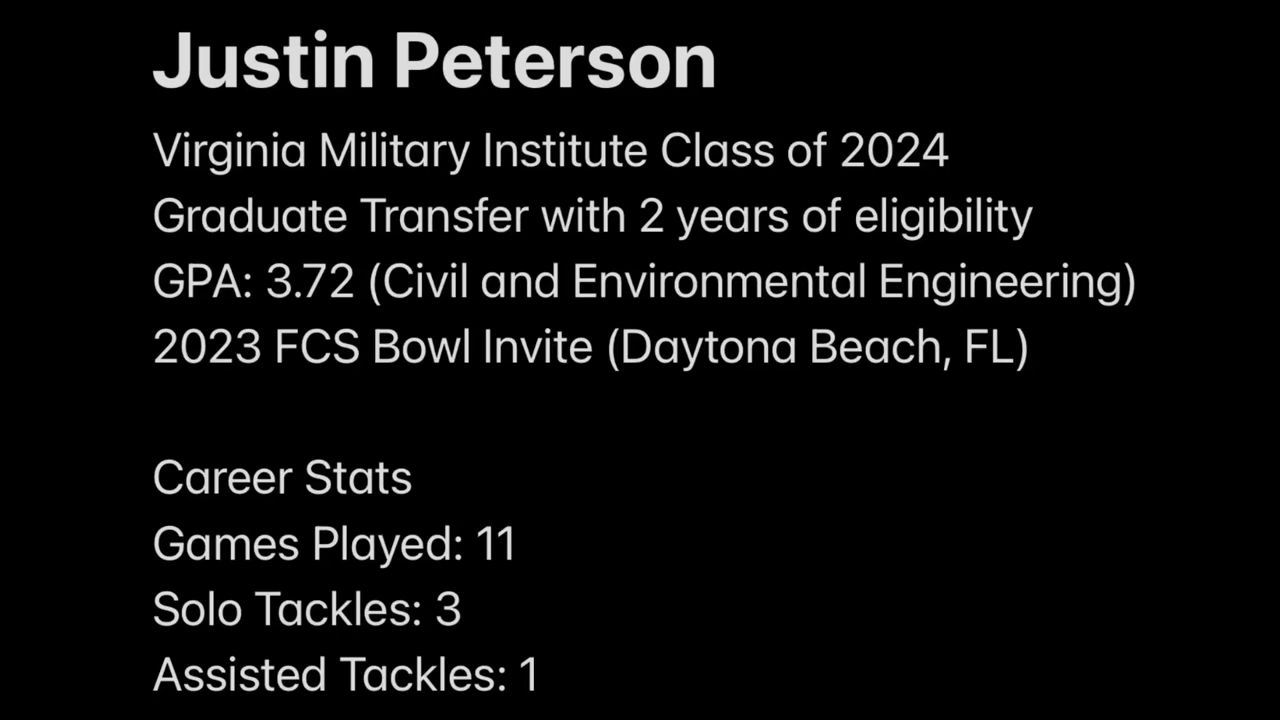 Justin Peterson
Virginia Military Institute Class of 2024
Graduate Transfer with 2 years of eligibility
GPA: 3.72 (Civil and Environmental Engineering)
2023 FCS Bowl Invite (Daytona Beach, FL)
Career Stats
Games Played: 11
Solo Tackles: 3
Assisted Tackles: 1